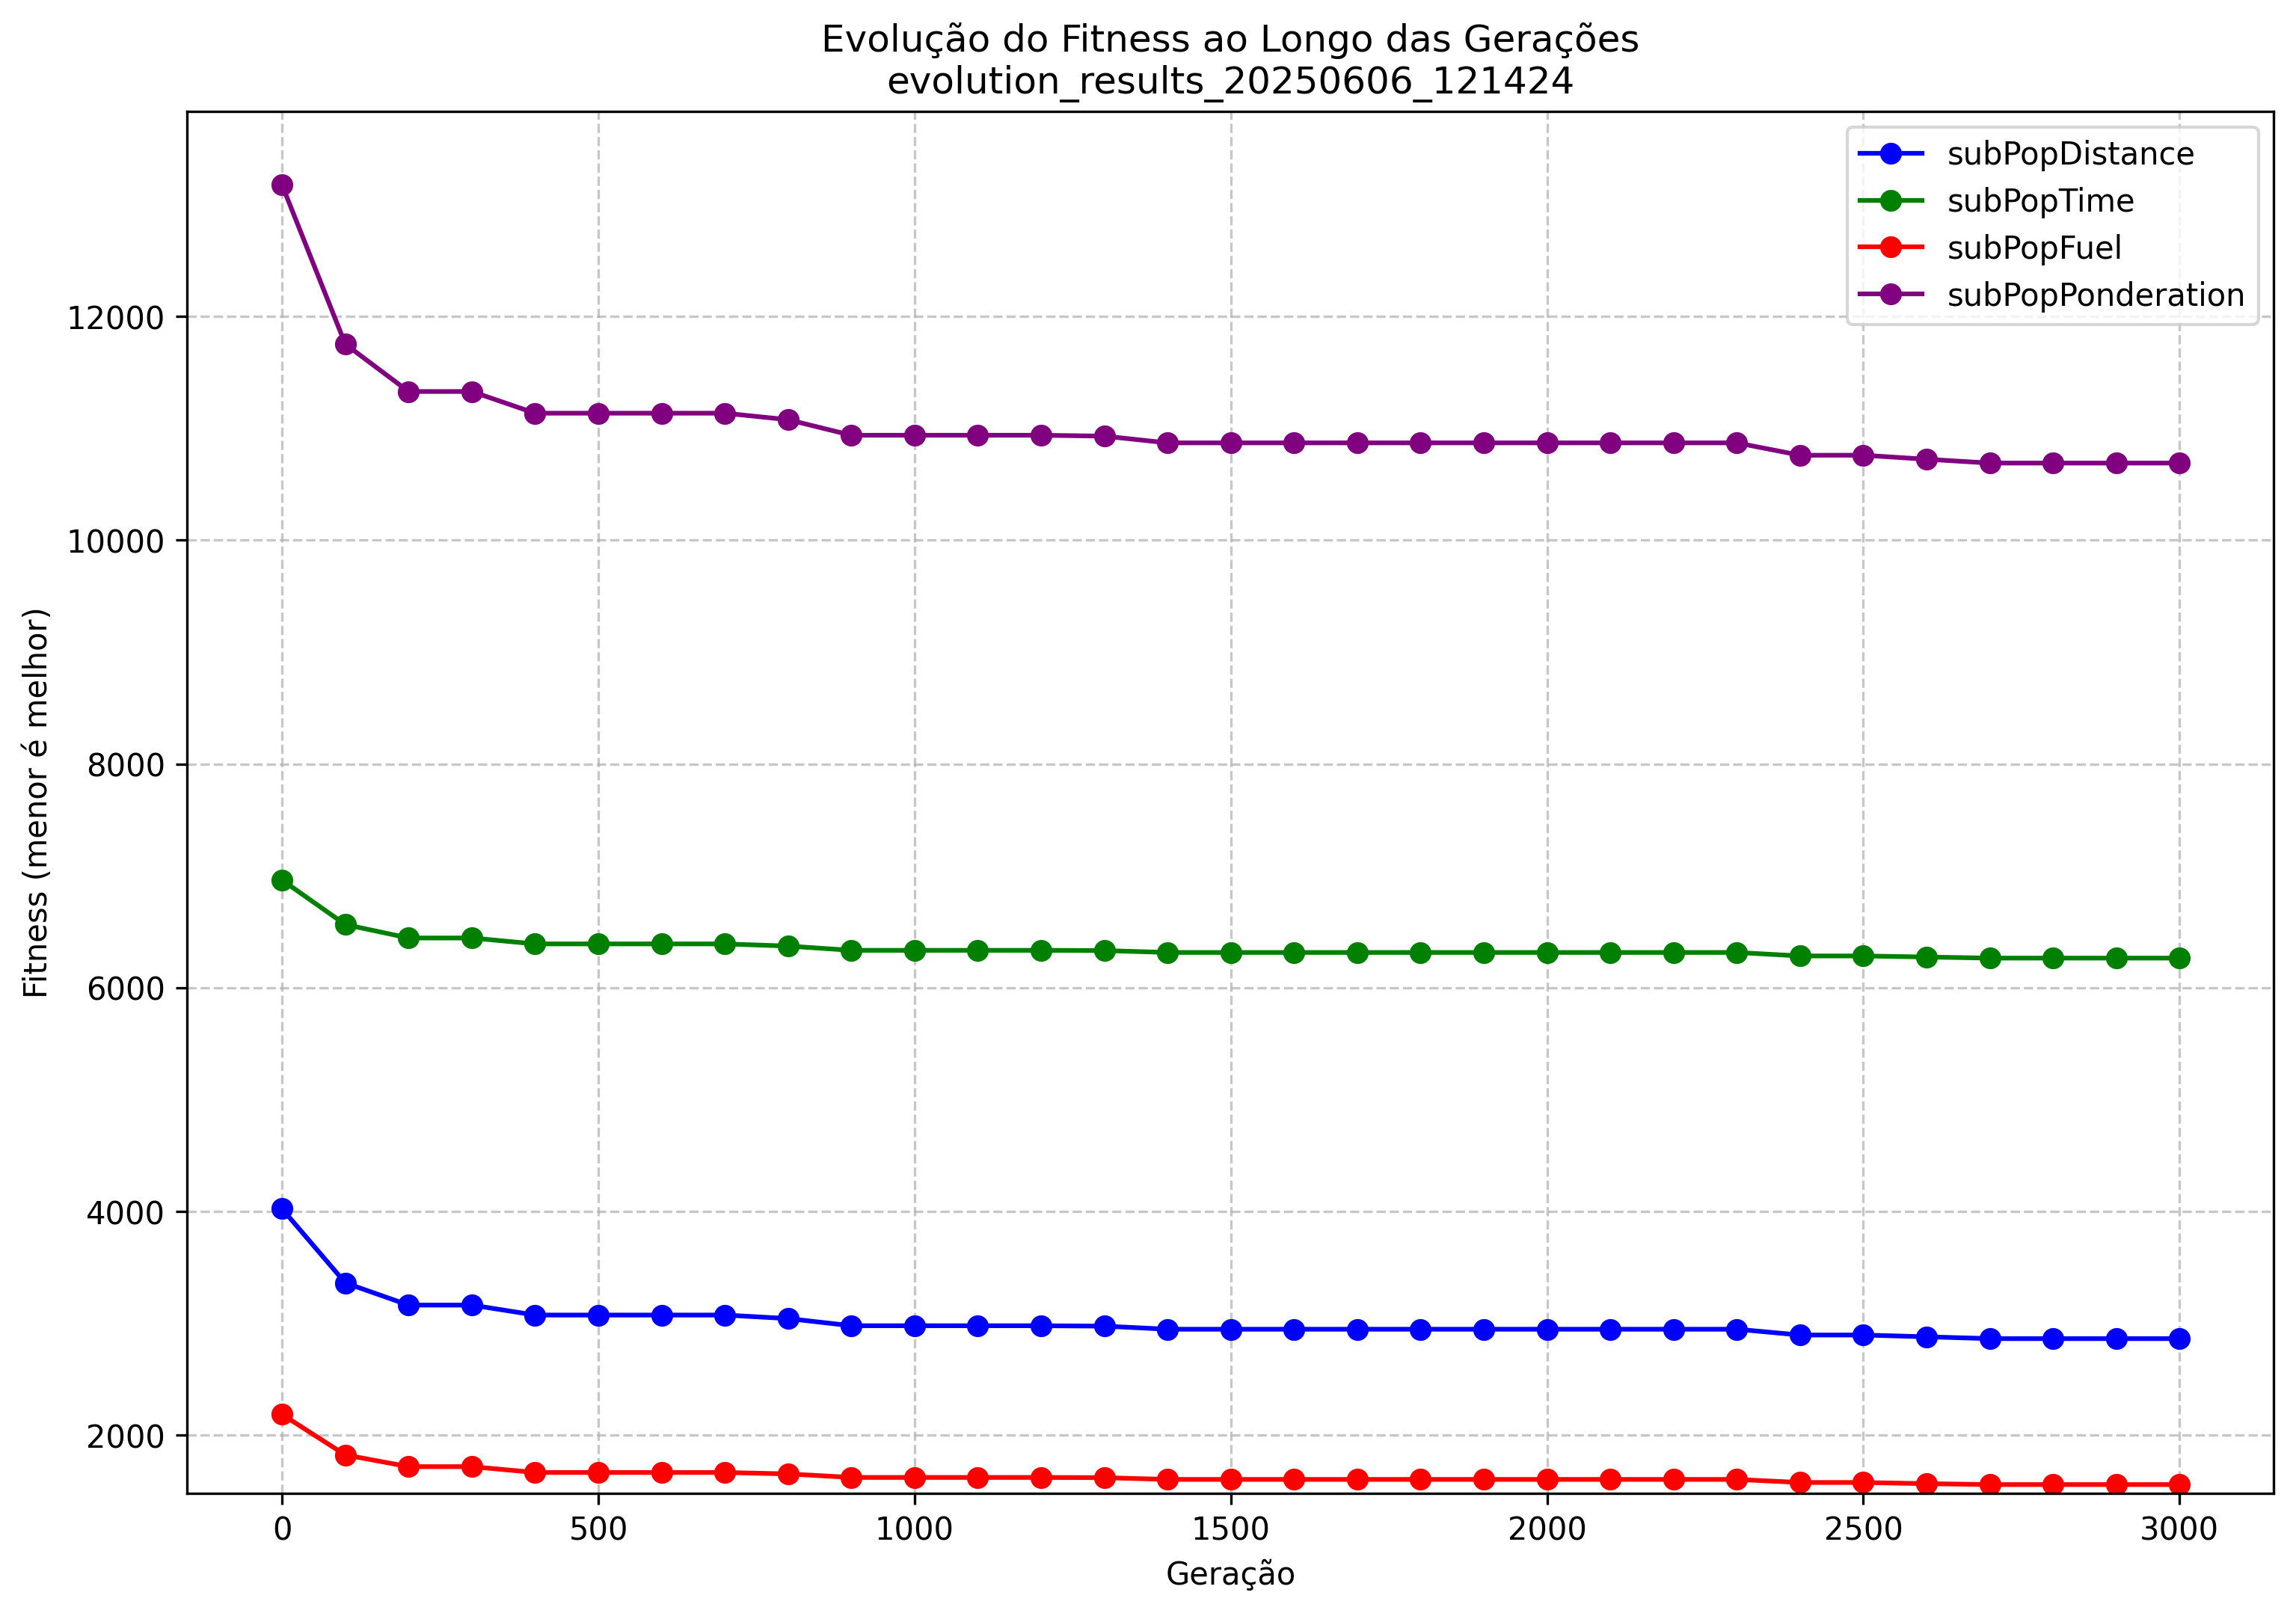 Evolução do Fitness ao Longo das Gerações
evolution_results_20250606_121424
subPopDistance
subPopTime
subPopFuel
subPopPonderation
Fitness (menor é melhor)
12000
10000
8000
6000
4000
2000
0
500
1000
1500
2000
2500
3000
Geração